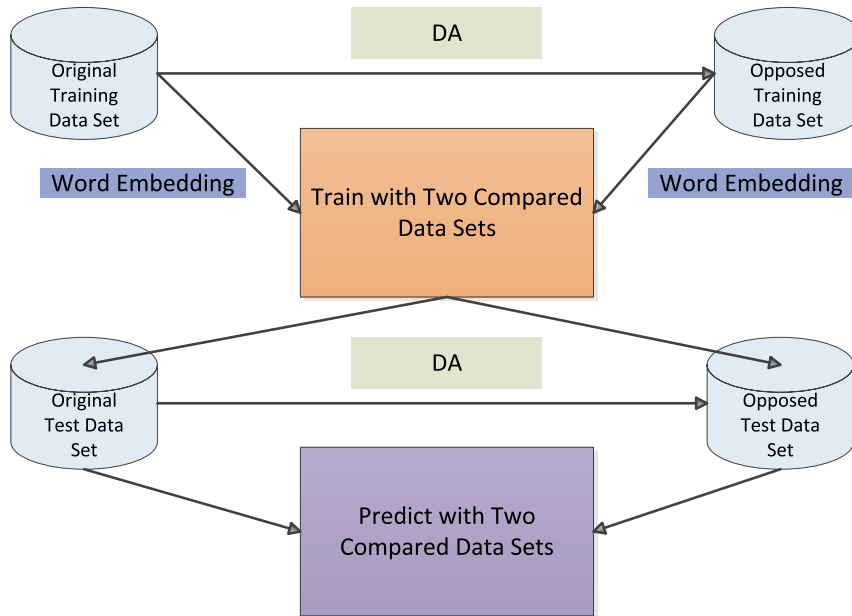 DA
Original
Training
Data Set
Opposed
Training
Data Set
Word Embedding
Train with Two Compared
Data Sets
Word Embedding
DA
Original
Test Data
Set
Opposed
Test Data
Set
Predict with Two
Compared Data Sets